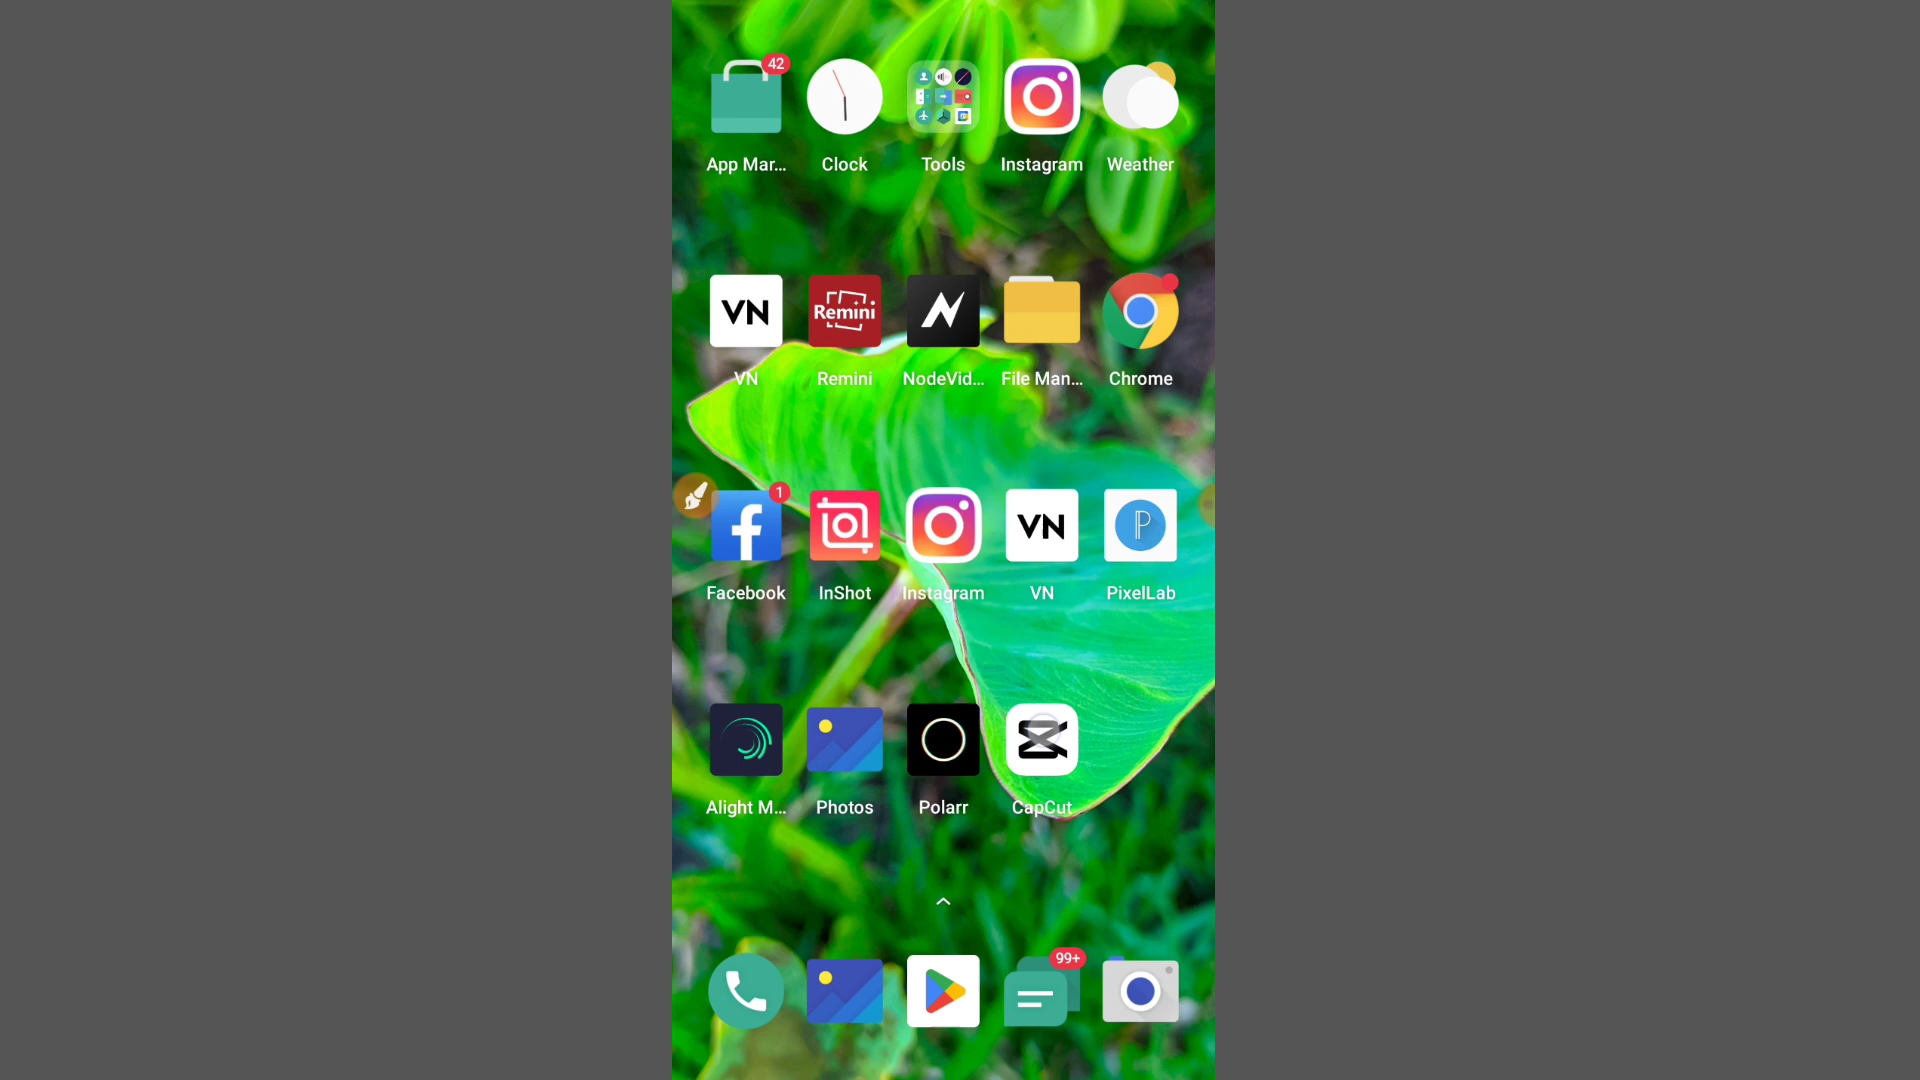 42
App Mar...
Clock
Tools
Instagram
Weather
VN
Remini
VN
Remini
NodeVid...
File Man...
Chrome
1
VN
Facebook
InShot
Instagram
VN
PixelLab
Alight M...
Photos
Polarr
CapCut
99+